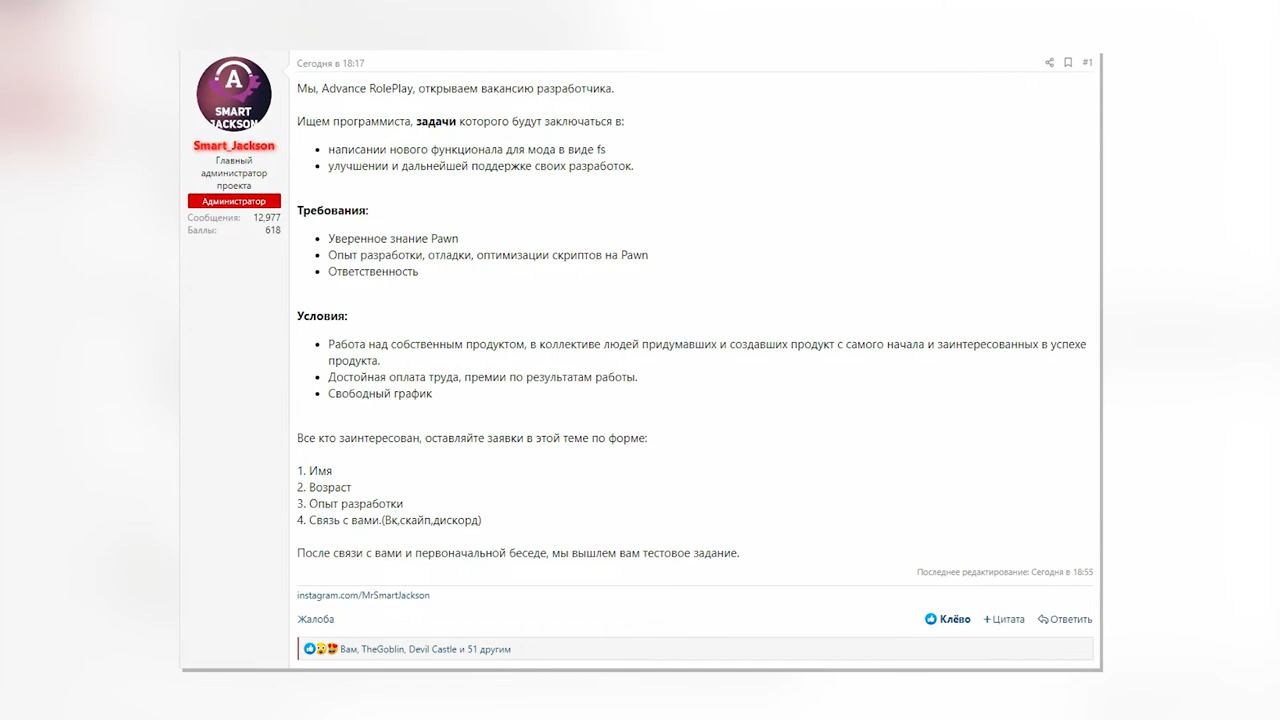 A
SMART
JACKSON
Smart_Jackson
Главный
администратор
проекта
Администратор
Сообщения: 12,977
Баллы: 618
Сегодня в 18:17
#1
Мы, Advance RolePlay, открываем вакансию разработчика.
Ищем программиста, задачи которого будут заключаться в:
• написании нового функционала для мода в виде fs
• улучшении и дальнейшей поддержке своих разработок.
Требования:
• Уверенное знание Pawn
• Опыт разработки, отладки, оптимизации скриптов на Pawn
• Ответственность
Условия:
• Работа над собственным продуктом, в коллективе людей придумавших и создавших продукт с самого начала и заинтересованных в успехе
продукта.
• Достойная оплата труда, премии по результатам работы.
• Свободный график
Все кто заинтересован, оставляйте заявки в этой теме по форме:
1. Имя
2. Возраст
3. Опыт разработки
4. Связь с вами.(Вк,скайп,дискорд)
После связи с вами и первоначальной беседе, мы вышлем вам тестовое задание.
Последнее редактирование: Сегодня в 18:55
instagram.com/MrSmartJackson
Жалоба
Клёво
+ Цитата
Ответить
Вам, TheGoblin, Devil Castle и 51 другим